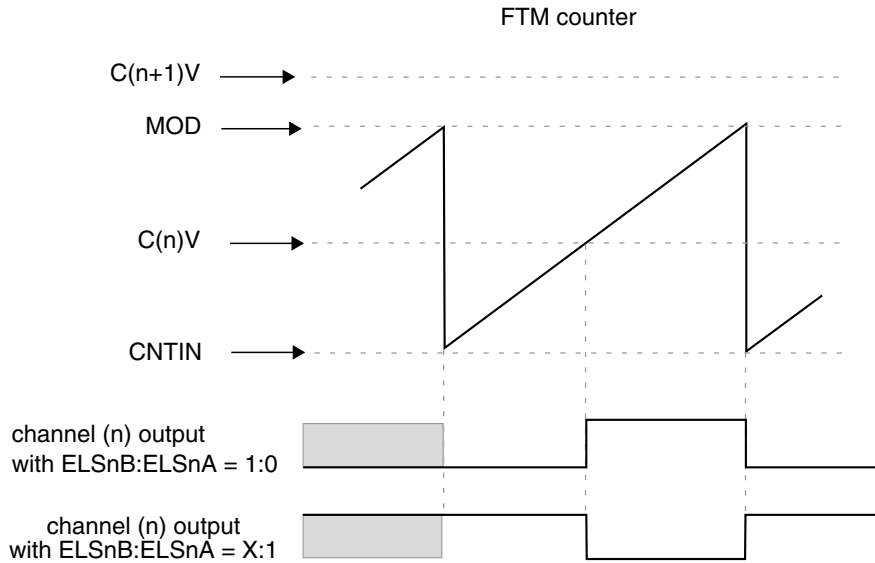 FTM counter
C(n+1)V
MOD
C(n)V
CNTIN
channel (n) output
with ELSnB:ELSnA = 1:0
channel (n) output
with ELSnB:ELSnA = X:1